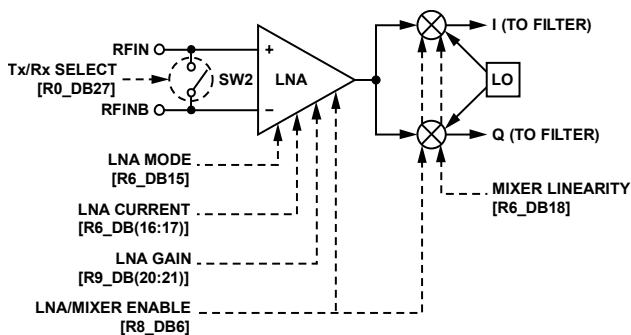 RFIN
Tx/Rx SELECT
[R0_DB27]
RFINB
SW2
+
LNA
−
I (TO FILTER)
LO
Q (TO FILTER)
LNA MODE
[R6_DB15]
LNA CURRENT
[R6_DB(16:17)]
LNA GAIN
[R9_DB(20:21)]
LNA/MIXER ENABLE
[R8_DB6]
MIXER LINEARITY
[R6_DB18]